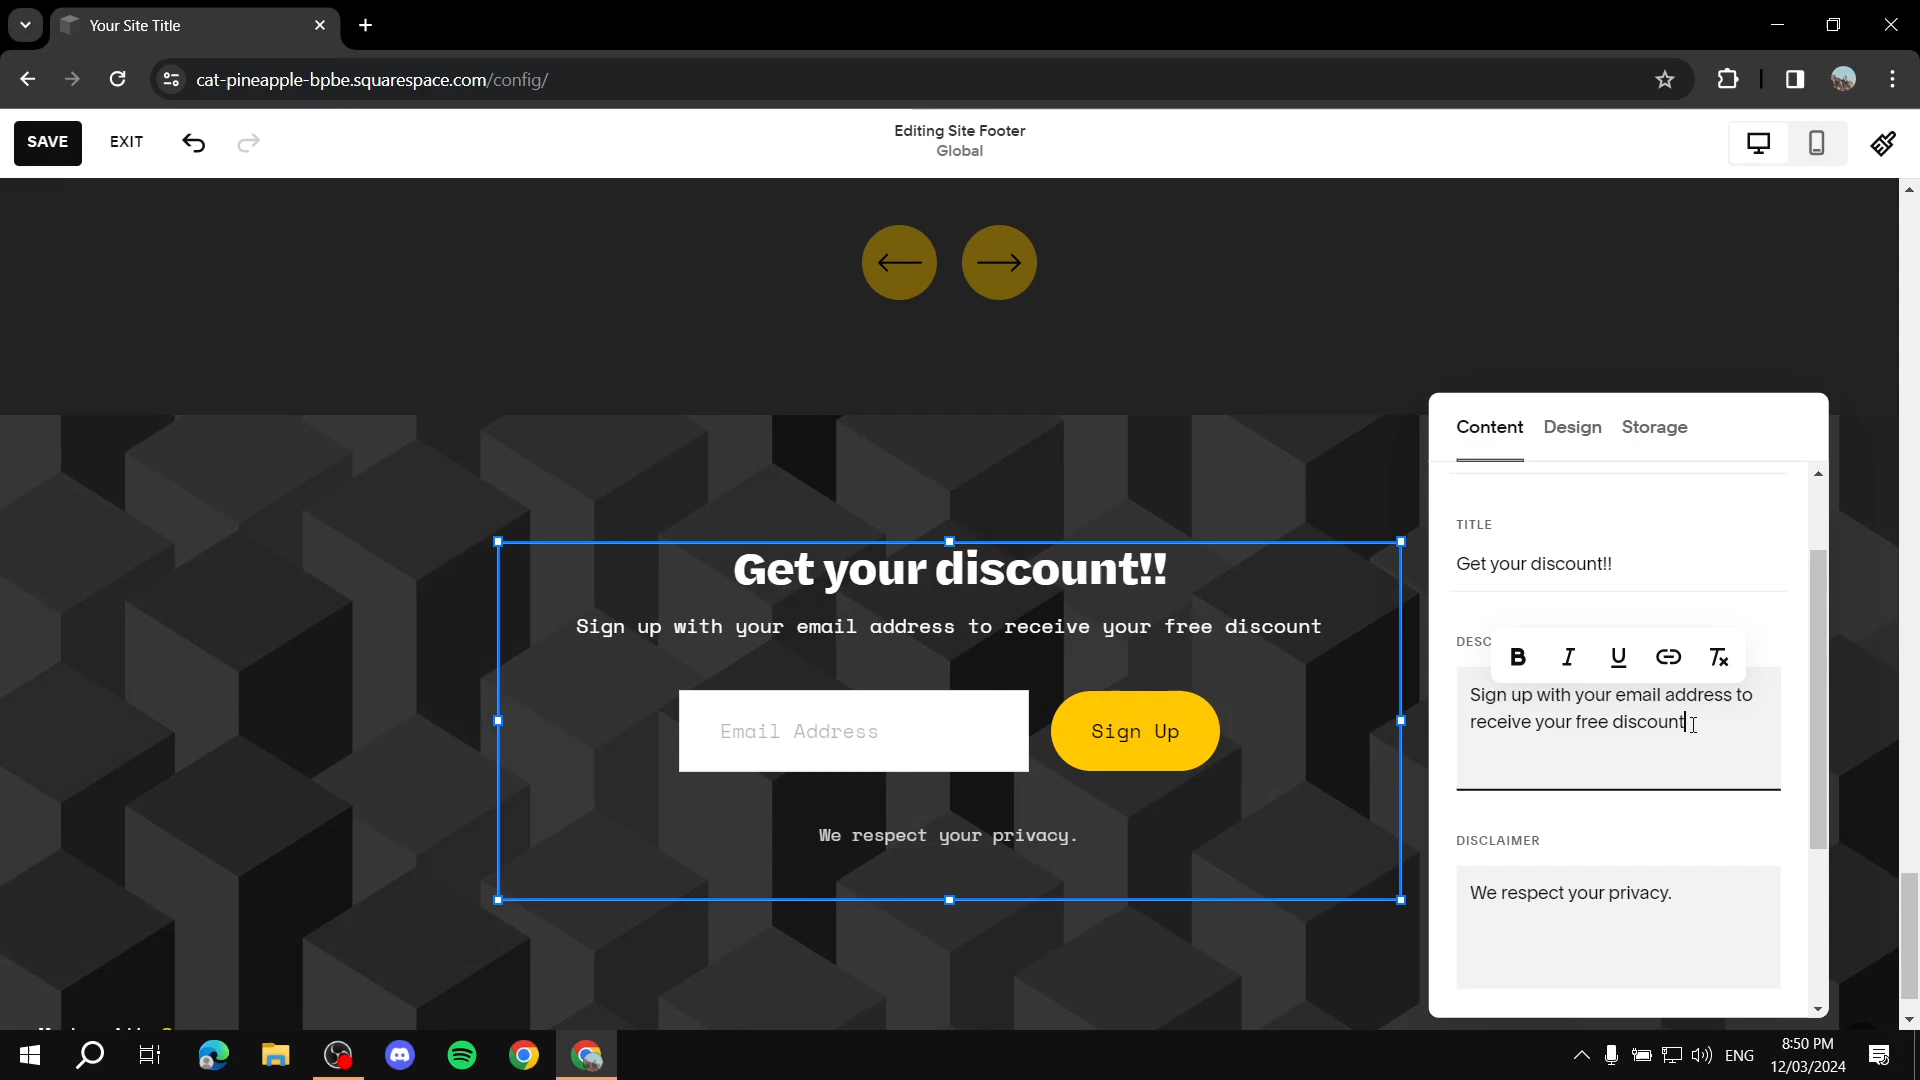 Your Site Title
cat-pineapple-bpbe.squarespace.com/config/
SAVE
EXIT
Editing Site Footer
Global
Content
Design
Storage
TITLE
Get your discount!!
DESC
Sign up with your email address to
receive your free discount
DISCLAIMER
We respect your privacy.
Get your discount!!
Sign up with your email address to receive your free discount
Email Address
Sign Up
We respect your privacy.
ENG
8:50 PM
12/03/2024